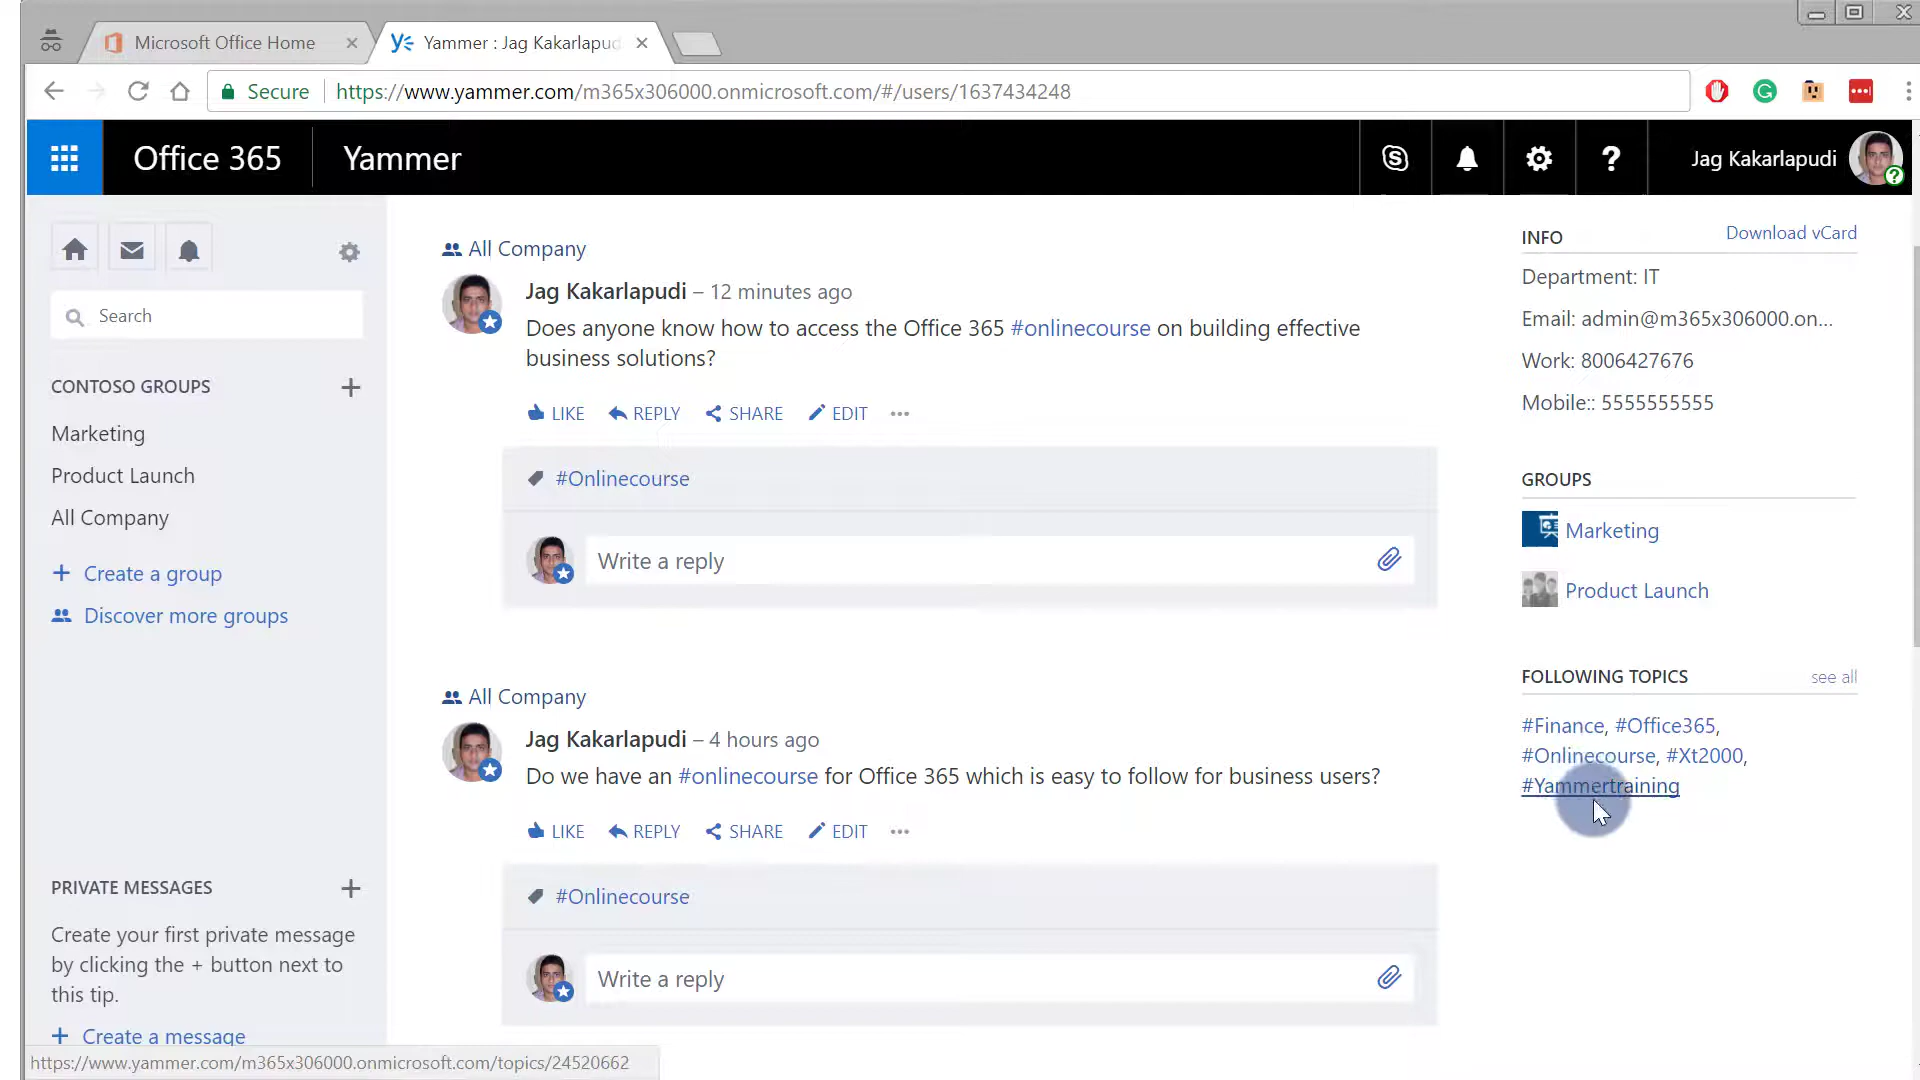 Microsoft Office Home
Yammer : Jag Kakarlapud
Secure
https://www.yammer.com/m365x306000.onmicrosoft.com/#/users/1637434248
Office 365
Yammer
Jag Kakarlapudi
Search
CONTOSO GROUPS
Marketing
Product Launch
All Company
+ Create a group
Discover more groups
PRIVATE MESSAGES
Create your first private message
by clicking the + button next to
this tip.
+ Create a message
All Company
Jag Kakarlapudi – 12 minutes ago
Does anyone know how to access the Office 365 #onlinecourse on building effective
business solutions?
LIKE REPLY SHARE EDIT
#Onlinecourse
Write a reply
All Company
Jag Kakarlapudi – 4 hours ago
Do we have an #onlinecourse for Office 365 which is easy to follow for business users?
LIKE REPLY SHARE EDIT
#Onlinecourse
Write a reply
INFO Download vCard
Department: IT
Email: admin@m365x306000.on...
Work: 8006427676
Mobile:: 5555555555
GROUPS
Marketing
Product Launch
FOLLOWING TOPICS see all
#Finance, #Office365,
#Onlinecourse, #Xt2000,
#Yammertraining
https://www.yammer.com/m365x306000.onmicrosoft.com/topics/24520662